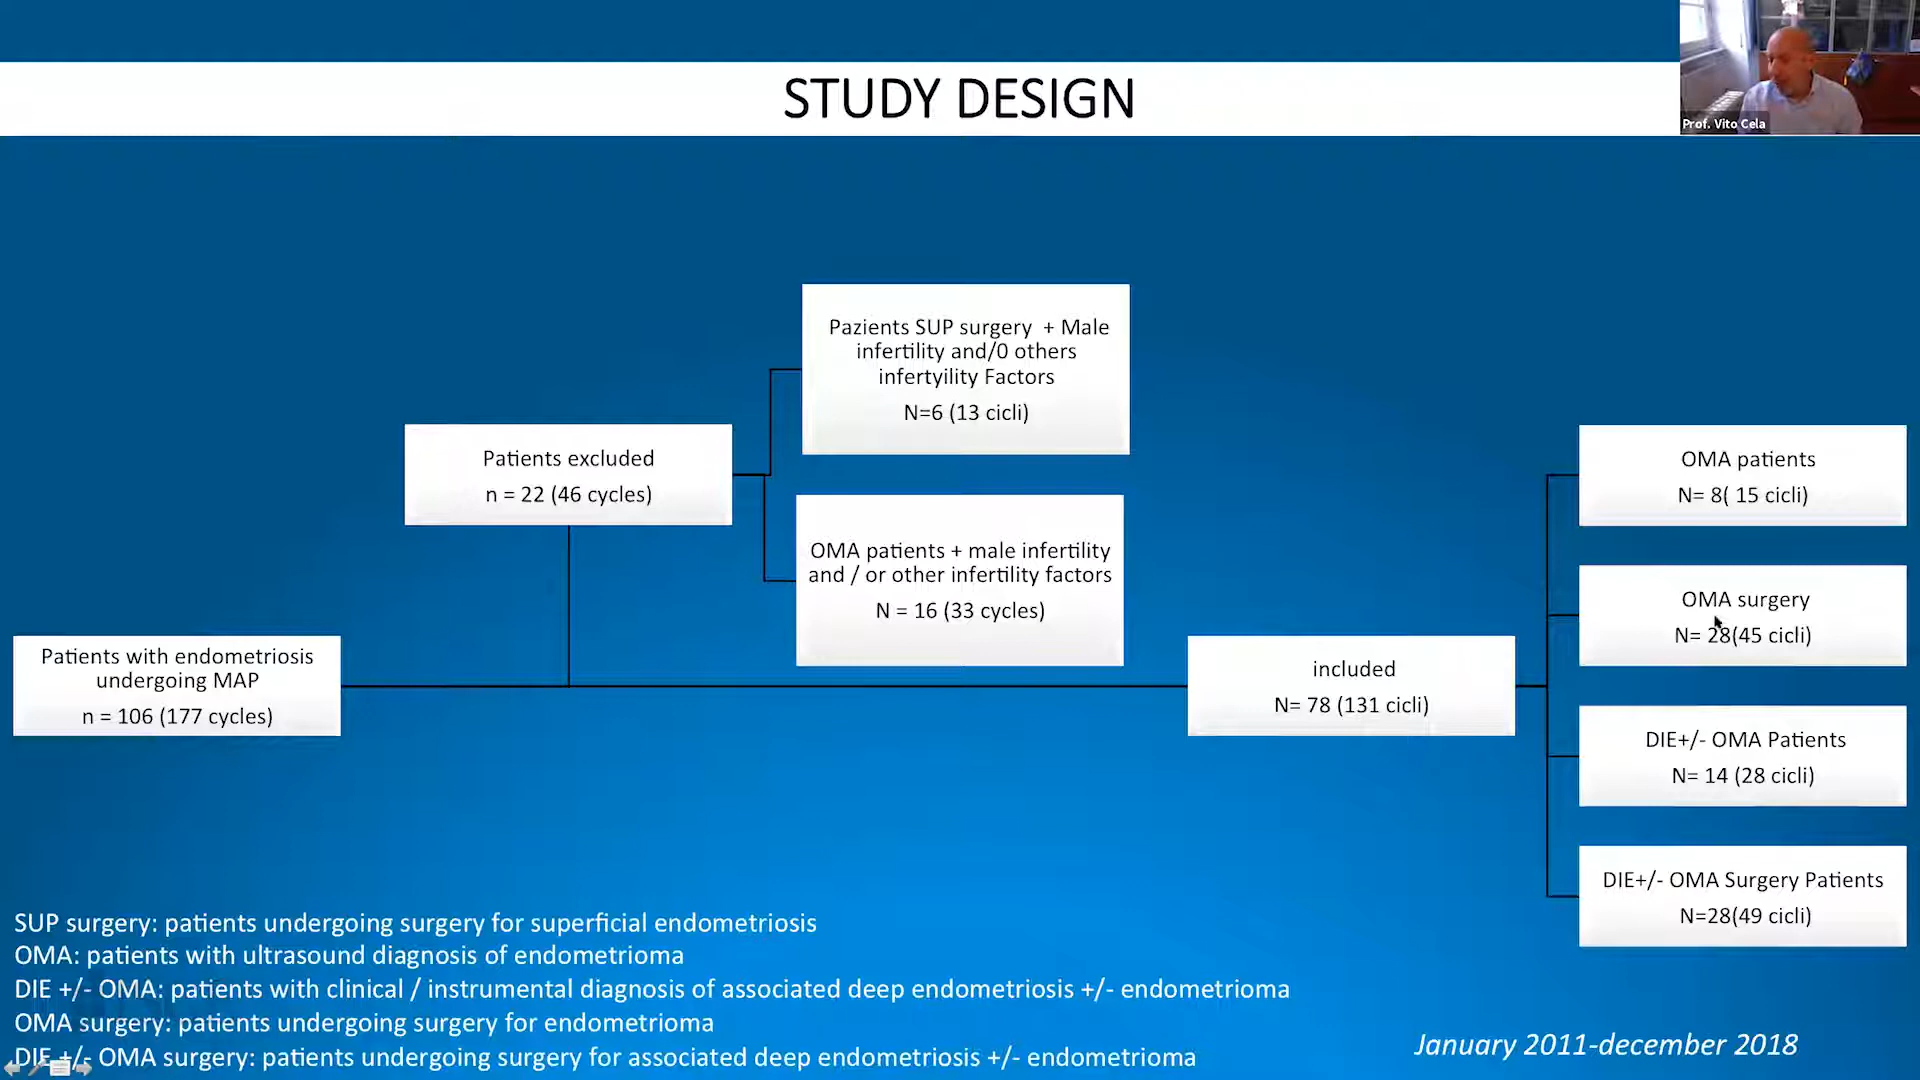 STUDY DESIGN
Prof. Vito Cela
Pazients SUP surgery + Male
infertility and/0 others
infertyility Factors
N=6 (13 cicli)
Patients excluded
n = 22 (46 cycles)
OMA patients + male infertility
and / or other infertility factors
N = 16 (33 cycles)
Patients with endometriosis
undergoing MAP
n = 106 (177 cycles)
included
N= 78 (131 cicli)
OMA patients
N= 8( 15 cicli)
OMA surgery
N= 28(45 cicli)
DIE+/- OMA Patients
N= 14 (28 cicli)
DIE+/- OMA Surgery Patients
N=28(49 cicli)
SUP surgery: patients undergoing surgery for superficial endometriosis
OMA: patients with ultrasound diagnosis of endometrioma
DIE +/- OMA: patients with clinical / instrumental diagnosis of associated deep endometriosis +/- endometrioma
OMA surgery: patients undergoing surgery for endometrioma
DIE +/- OMA surgery: patients undergoing surgery for associated deep endometriosis +/- endometrioma
January 2011-december 2018